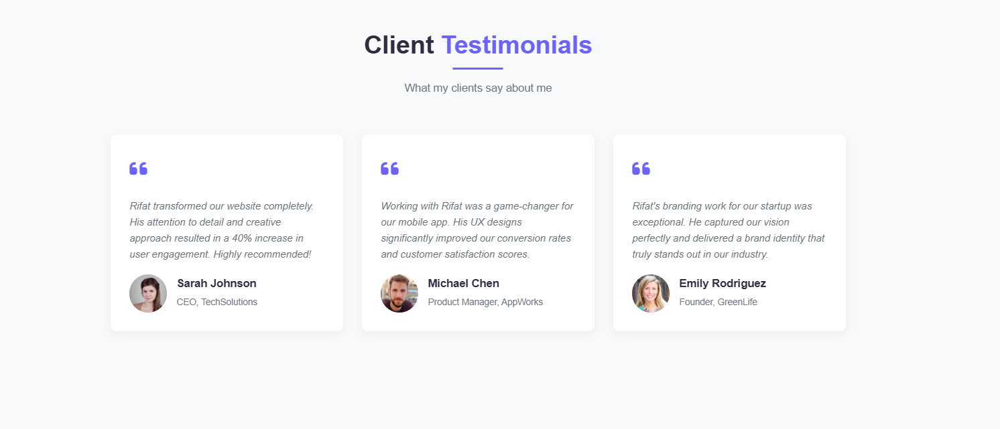 Client Testimonials
What my clients say about me
Rifat transformed our website completely.
His attention to detail and creative
approach resulted in a 40% increase in
user engagement. Highly recommended!
Sarah Johnson
CEO, TechSolutions
Working with Rifat was a game-changer for
our mobile app. His UX designs
significantly improved our conversion rates
and customer satisfaction scores.
Michael Chen
Product Manager, AppWorks
Rifat's branding work for our startup was
exceptional. He captured our vision
perfectly and delivered a brand identity that
truly stands out in our industry.
Emily Rodriguez
Founder, GreenLife